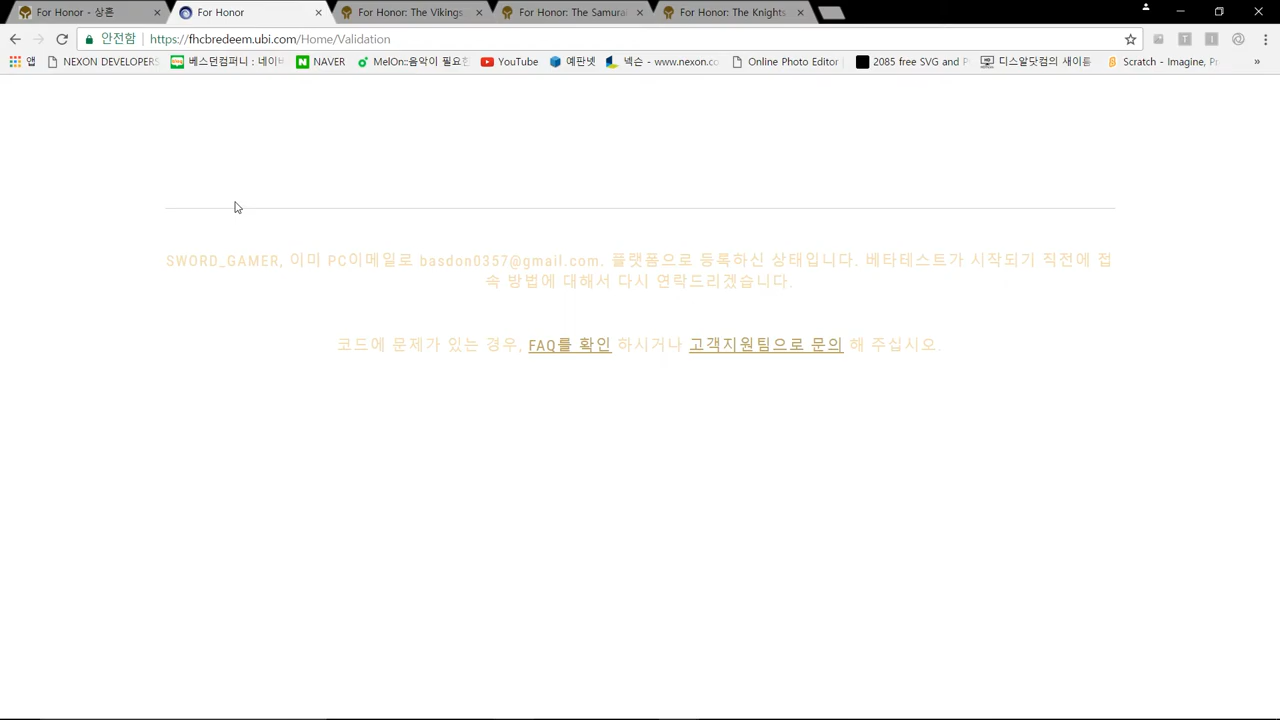 For Honor - 상혼
For Honor
For Honor: The Vikings
For Honor: The Samurai
For Honor: The Knights
안전함 https://fhcbredeem.ubi.com/Home/Validation
앱 NEXON DEVELOPERS 베스던컴퍼니 : 네이버 NAVER MelOn::음악이 필요한 YouTube 예판넷 넥슨 - www.nexon.co Online Photo Editor 2085 free SVG and P 디스알닷컴의 새이름 Scratch - Imagine, Pr »
SWORD_GAMER, 이미 PC이메일로 basdon0357@gmail.com. 플랫폼으로 등록하신 상태입니다. 베타테스트가 시작되기 직전에 접
속 방법에 대해서 다시 연락드리겠습니다.
코드에 문제가 있는 경우, FAQ를 확인 하시거나 고객지원팀으로 문의 해 주십시오.